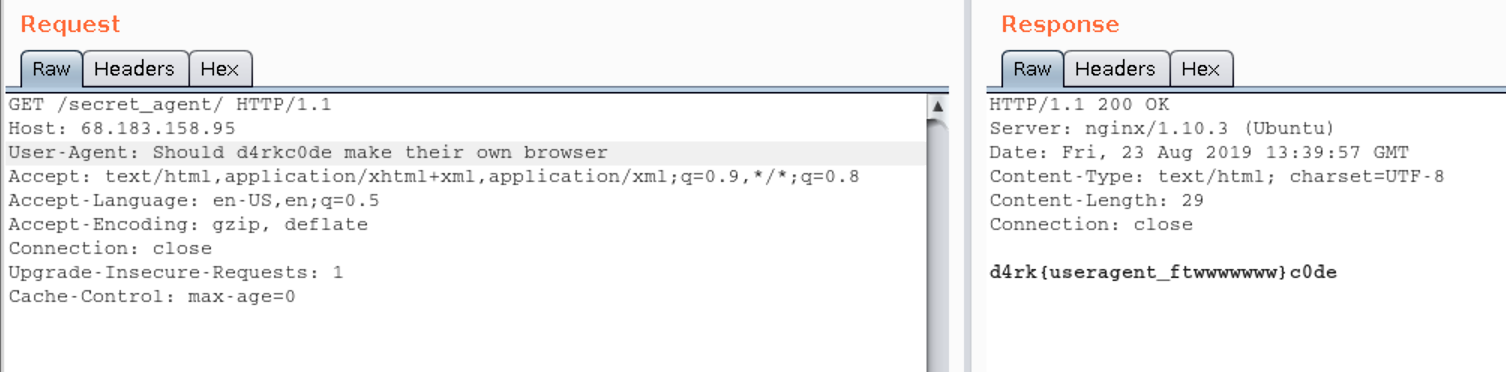 Request
Raw Headers Hex
GET /secret_agent/ HTTP/1.1
Host: 68.183.158.95
User-Agent: Should d4rkc0de make their own browser
Accept: text/html,application/xhtml+xml,application/xml;q=0.9,*/*;q=0.8
Accept-Language: en-US,en;q=0.5
Accept-Encoding: gzip, deflate
Connection: close
Upgrade-Insecure-Requests: 1
Cache-Control: max-age=0
Response
Raw Headers Hex
HTTP/1.1 200 OK
Server: nginx/1.10.3 (Ubuntu)
Date: Fri, 23 Aug 2019 13:39:57 GMT
Content-Type: text/html; charset=UTF-8
Content-Length: 29
Connection: close
d4rk{useragent_ftwwwwwww}c0de